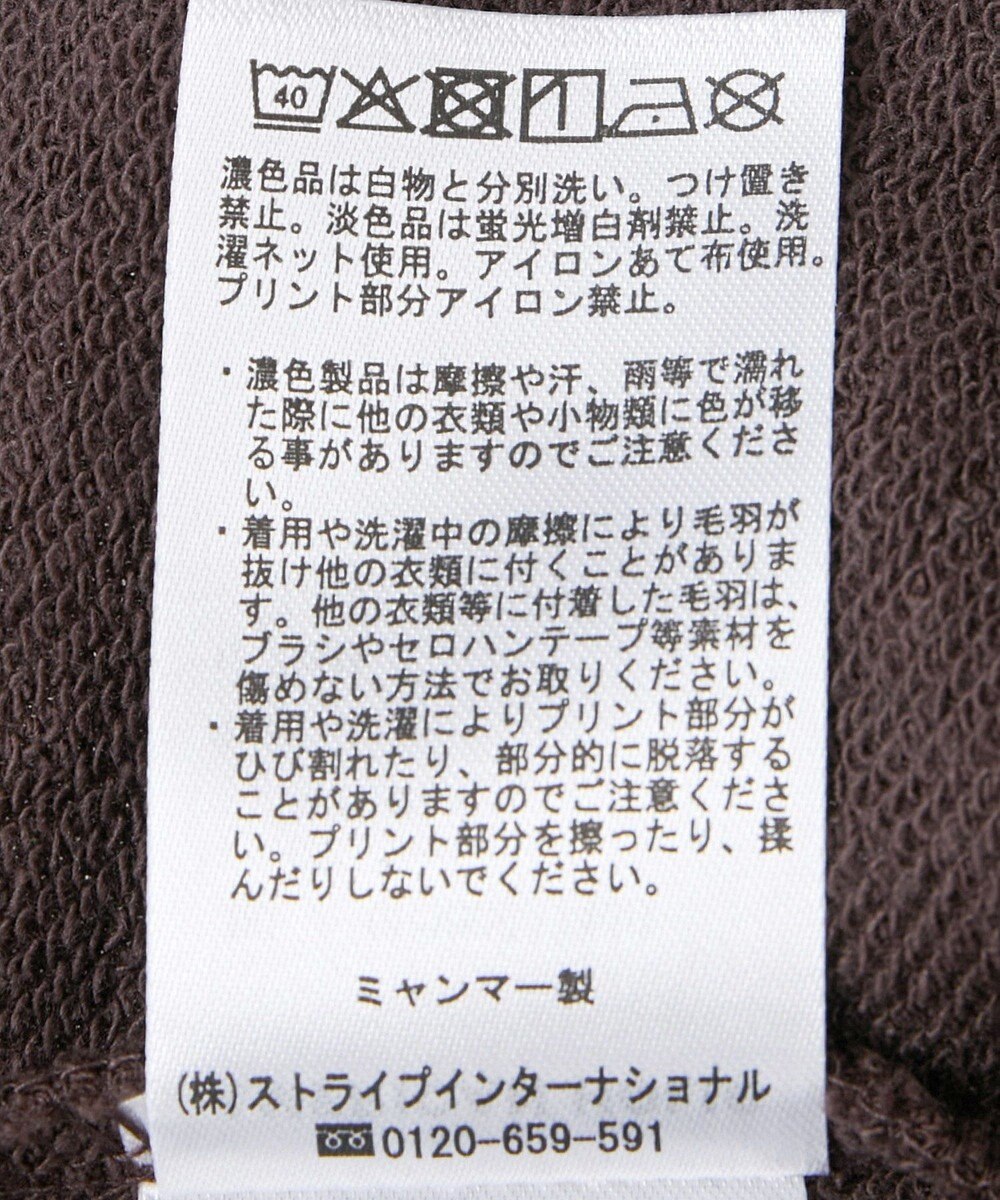 40
濃色品は白物と分別洗い。つけ置き
禁止。淡色品は蛍光増白剤禁止。洗
濯ネット使用。アイロンあて布使用。
プリント部分アイロン禁止。
・濃色製品は摩擦や汗、雨等で濡れ
た際に他の衣類や小物類に色が移
る事がありますのでご注意くださ
い。
・着用や洗濯中の摩擦により毛羽が
抜け他の衣類に付くことがありま
す。他の衣類等に付着した毛羽は、
ブラシやセロハンテープ等素材を
傷めない方法でお取りください。
・着用や洗濯によりプリント部分が
ひび割れたり、部分的に脱落する
ことがありますのでご注意くださ
い。プリント部分を擦ったり、揉
んだりしないでください。
ミャンマー製
(株)ストライプインターナショナル
0120-659-591